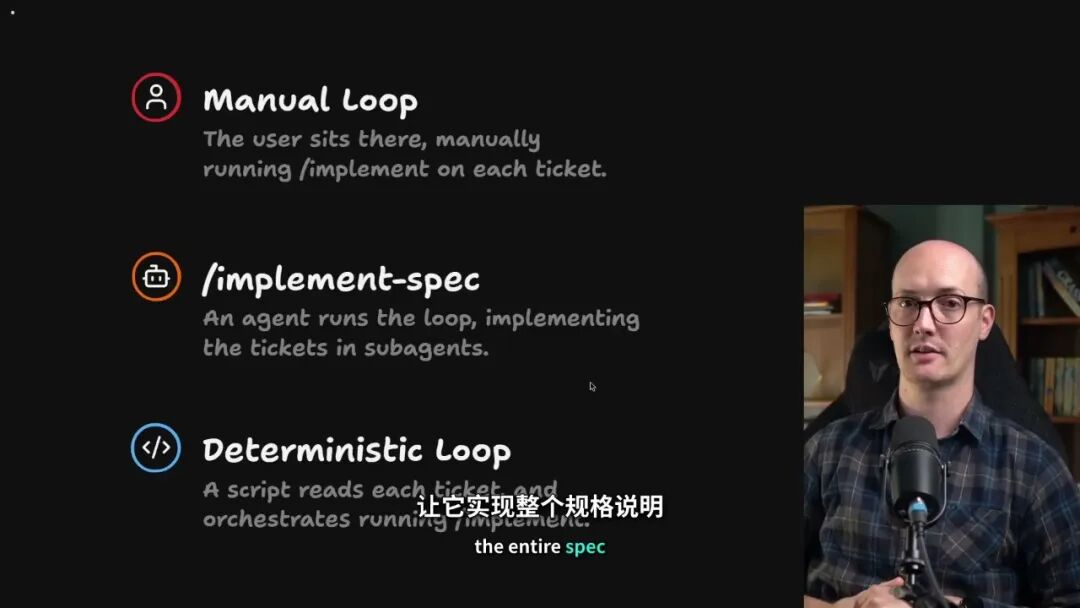 Manual Loop
The user sits there, manually
running /implement on each ticket.
/implement-spec
An agent runs the loop, implementing
the tickets in subagents.
Deterministic Loop
A script reads each ticket, and
orchestrates running /implement.
让它实现整个规格说明
the entire spec